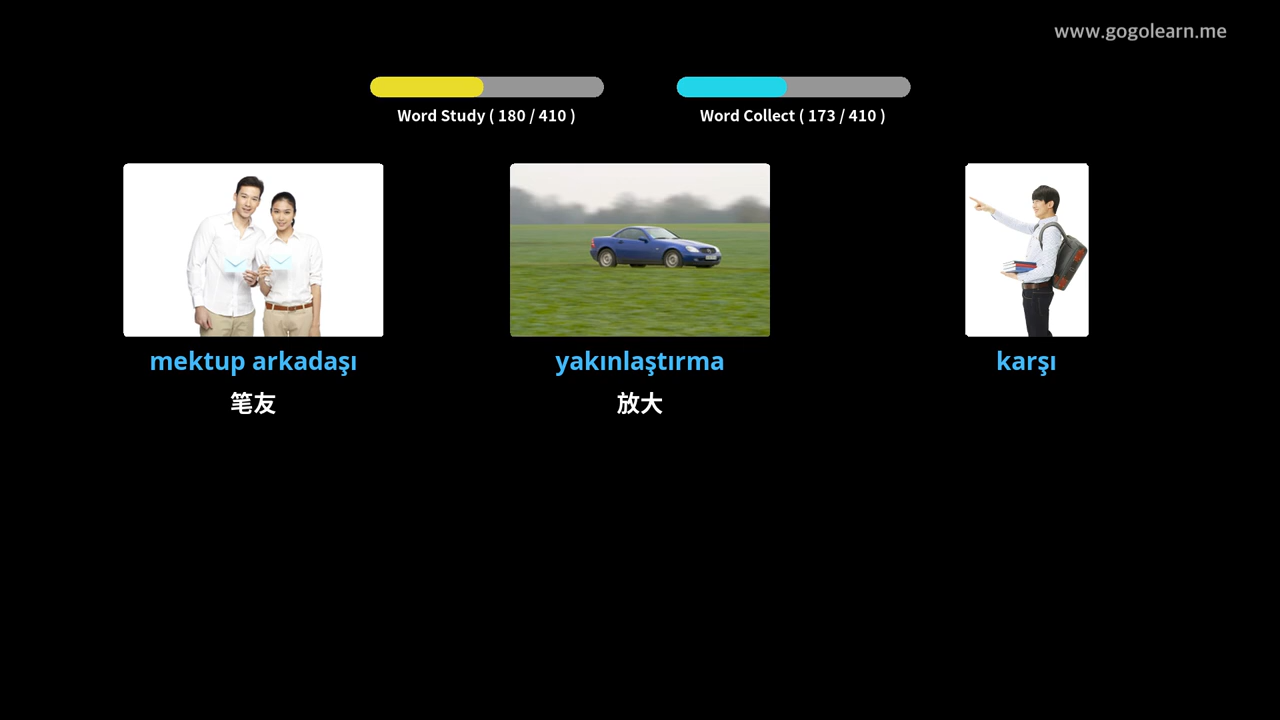 www.gogolearn.me
Word Study ( 180 / 410 )
Word Collect ( 173 / 410 )
mektup arkadaşı
yakınlaştırma
karşı
笔友
放大